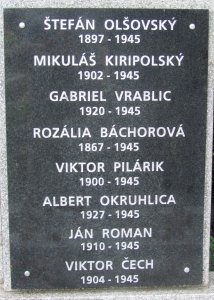 ŠTEFÁN OLŠOVSKÝ
1897 - 1945
MIKULÁŠ KIRIPOLSKÝ
1902 - 1945
GABRIEL VRABLIC
1920 - 1945
ROZÁLIA BÁCHOROVÁ
1867 - 1945
VIKTOR PILÁRIK
1900 - 1945
ALBERT OKRUHLICA
1927 - 1945
JÁN ROMAN
1910 - 1945
VIKTOR ČECH
1904 - 1945